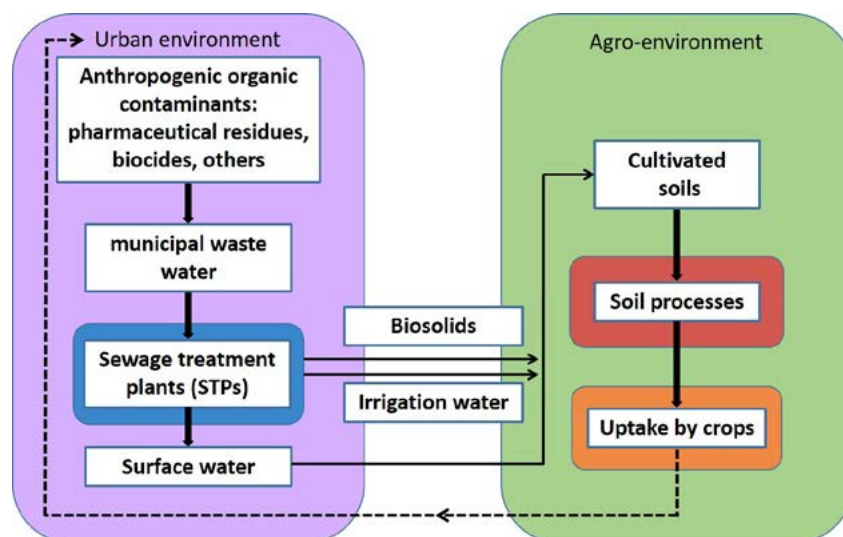 Urban environment
Anthropogenic organic
contaminants:
pharmaceutical residues,
biocides, others
municipal waste
water
Sewage treatment
plants (STPs)
Surface water
Biosolids
Irrigation water
Agro-environment
Cultivated
soils
Soil processes
Uptake by crops